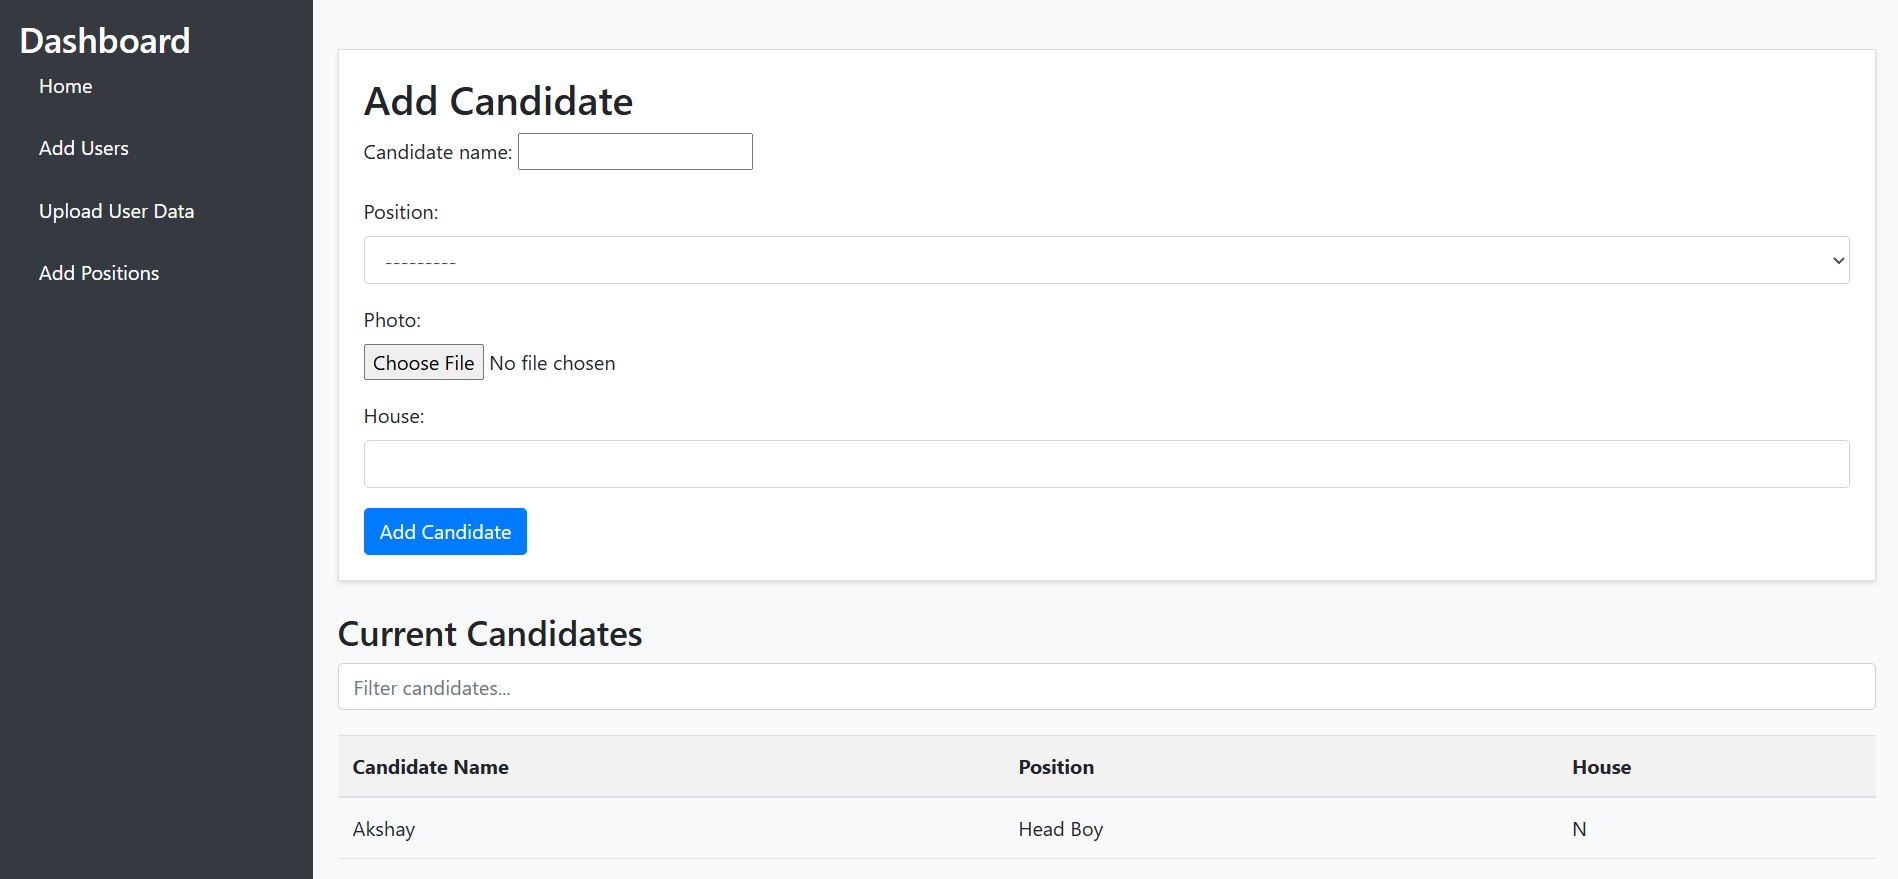 Dashboard
Home
Add Users
Upload User Data
Add Positions
Add Candidate
Candidate name:
Position:
---------
Photo:
Choose File No file chosen
House:
Add Candidate
Current Candidates
Filter candidates...
Candidate Name Position House
Akshay Head Boy N